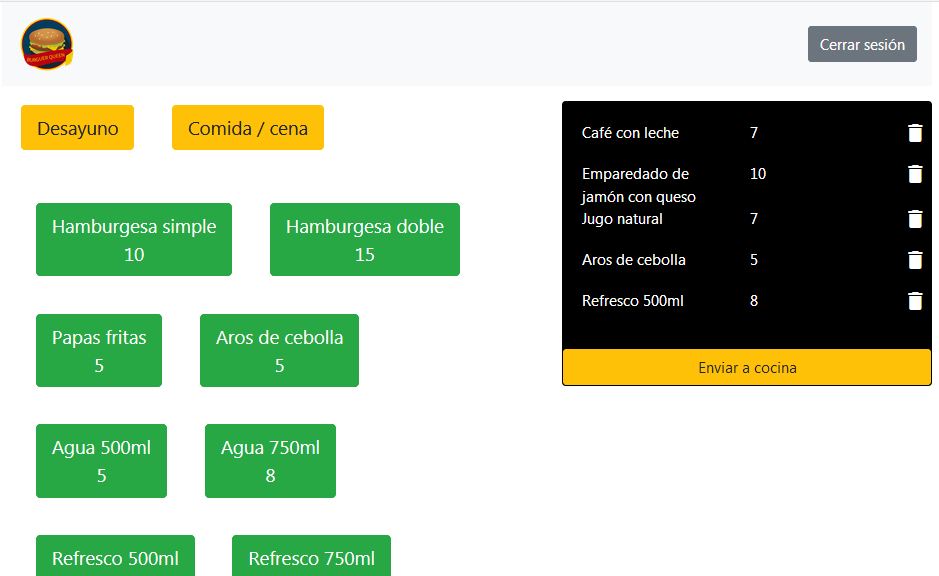 BURGUER QUEEN
Cerrar sesión
Desayuno
Comida / cena
Hamburgesa simple
10
Hamburgesa doble
15
Papas fritas
5
Aros de cebolla
5
Agua 500ml
5
Agua 750ml
8
Refresco 500ml
Refresco 750ml
Café con leche 7
Emparedado de 10
jamón con queso
Jugo natural 7
Aros de cebolla 5
Refresco 500ml 8
Enviar a cocina